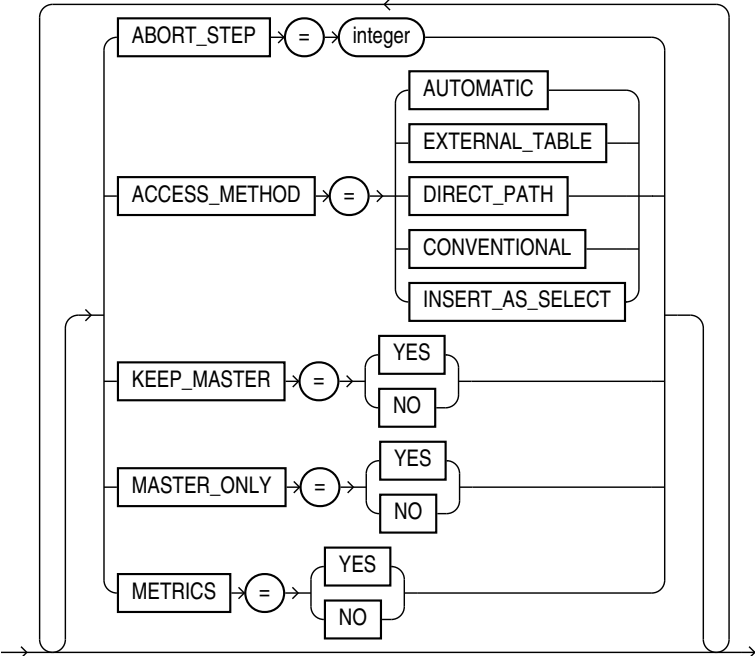 ABORT_STEP = integer
AUTOMATIC
EXTERNAL_TABLE
ACCESS_METHOD = DIRECT_PATH
CONVENTIONAL
INSERT_AS_SELECT
YES
KEEP_MASTER =
NO
YES
MASTER_ONLY =
NO
YES
METRICS =
NO